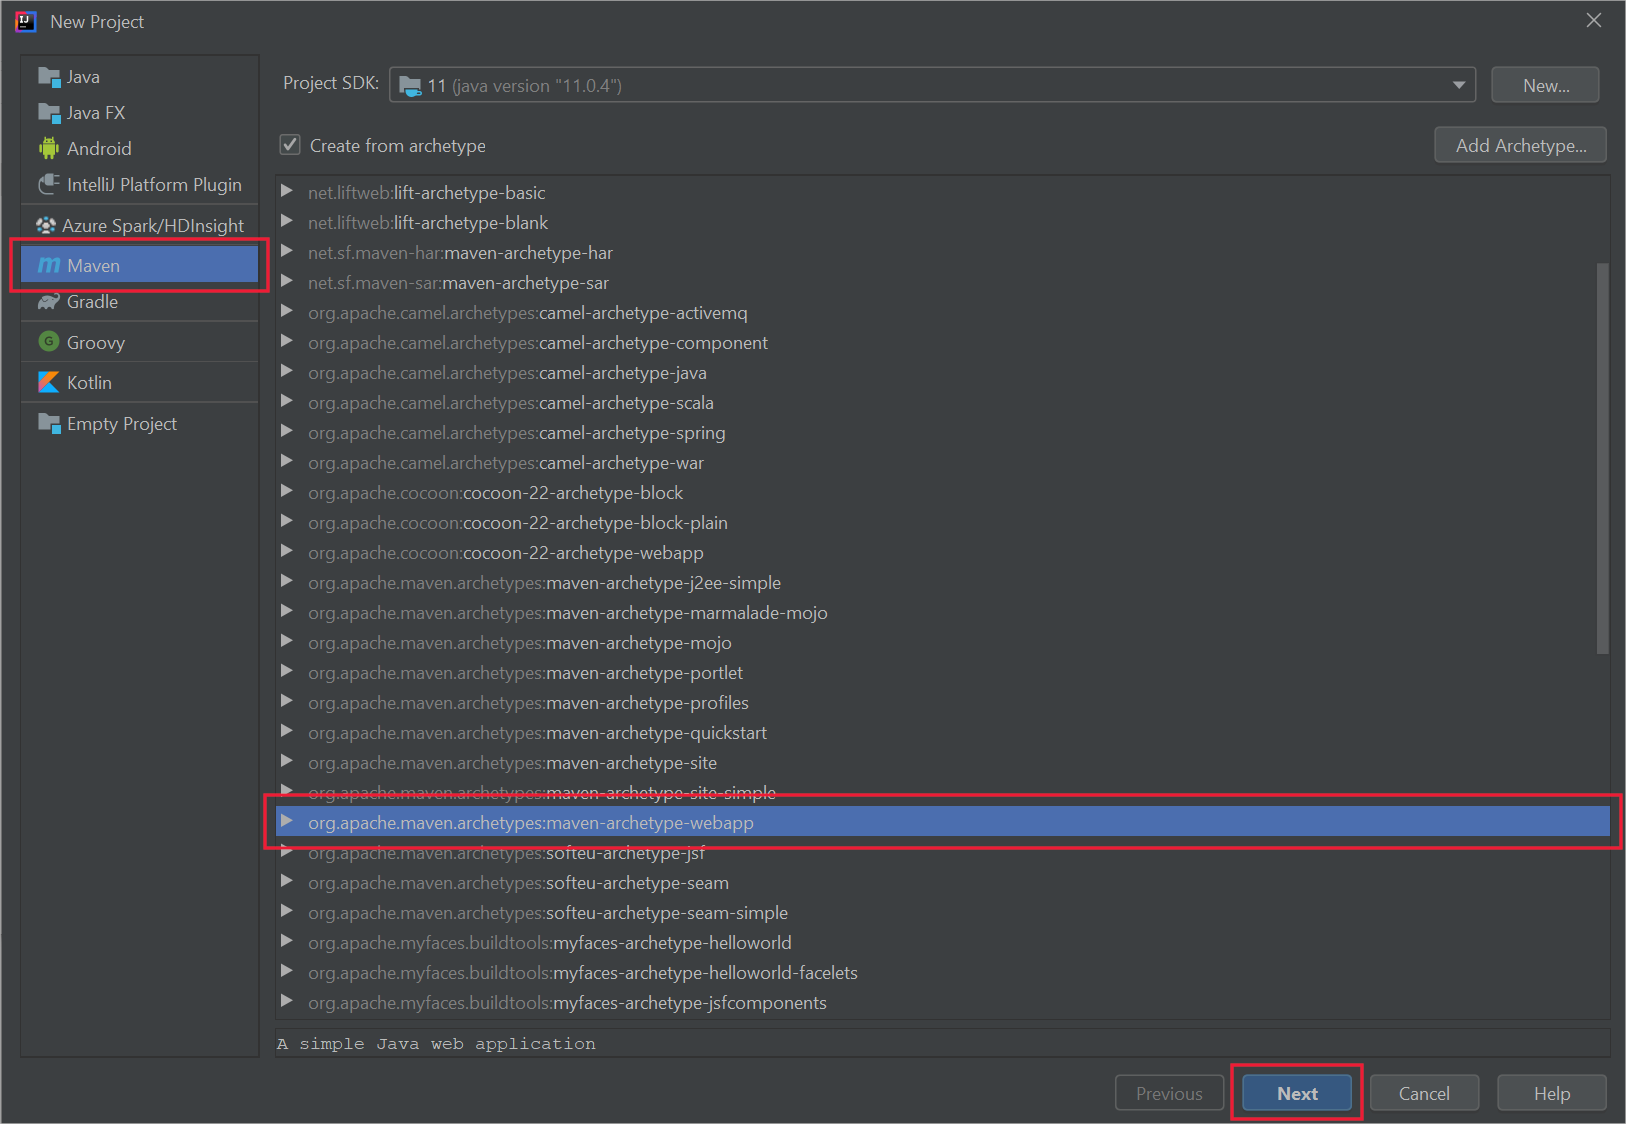 New Project
Java
Java FX
Android
IntelliJ Platform Plugin
Azure Spark/HDInsight
Maven
Gradle
Groovy
Kotlin
Empty Project
Project SDK: 11 (java version "11.0.4") New...
Create from archetype Add Archetype...
net.liftweb:lift-archetype-basic
net.liftweb:lift-archetype-blank
net.sf.maven-har:maven-archetype-har
net.sf.maven-sar:maven-archetype-sar
org.apache.camel.archetypes:camel-archetype-activemq
org.apache.camel.archetypes:camel-archetype-component
org.apache.camel.archetypes:camel-archetype-java
org.apache.camel.archetypes:camel-archetype-scala
org.apache.camel.archetypes:camel-archetype-spring
org.apache.camel.archetypes:camel-archetype-war
org.apache.cocoon:cocoon-22-archetype-block
org.apache.cocoon:cocoon-22-archetype-block-plain
org.apache.cocoon:cocoon-22-archetype-webapp
org.apache.maven.archetypes:maven-archetype-j2ee-simple
org.apache.maven.archetypes:maven-archetype-marmalade-mojo
org.apache.maven.archetypes:maven-archetype-mojo
org.apache.maven.archetypes:maven-archetype-portlet
org.apache.maven.archetypes:maven-archetype-profiles
org.apache.maven.archetypes:maven-archetype-quickstart
org.apache.maven.archetypes:maven-archetype-site
org.apache.maven.archetypes:maven-archetype-site-simple
org.apache.maven.archetypes:maven-archetype-webapp
org.apache.maven.archetypes:softeu-archetype-jsf
org.apache.maven.archetypes:softeu-archetype-seam
org.apache.maven.archetypes:softeu-archetype-seam-simple
org.apache.myfaces.buildtools:myfaces-archetype-helloworld
org.apache.myfaces.buildtools:myfaces-archetype-helloworld-facelets
org.apache.myfaces.buildtools:myfaces-archetype-jsfcomponents
A simple Java web application
Previous Next Cancel Help